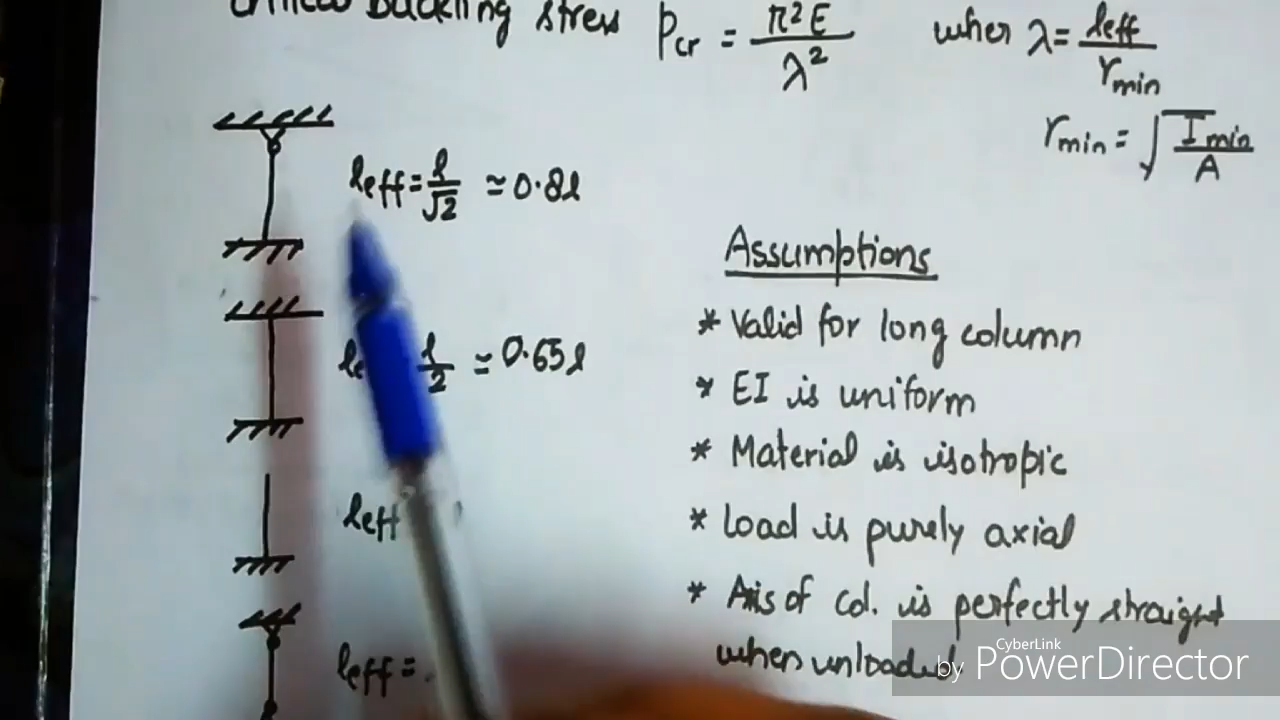 Buckling stress Pcr = π²E / λ² when λ = leff / rmin
rmin = √ Imin / A
leff = l / √2 ≃ 0.8l
l / 2 ≃ 0.65l
leff
leff =
Assumptions
* Valid for long column
* EI is uniform
* Material is isotropic
* Load is purely axial
* Axis of Col. is perfectly straight
when unloaded
CyberLink
by PowerDirector